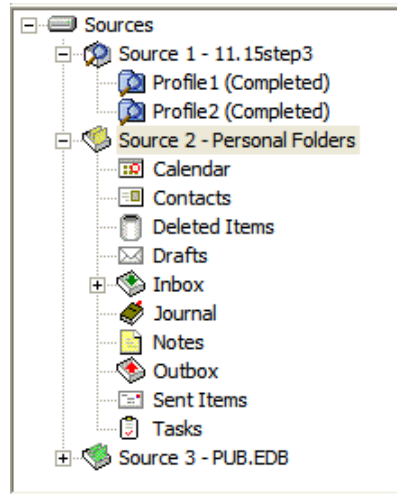 Sources
Source 1 - 11.15step3
Profile1 (Completed)
Profile2 (Completed)
Source 2 - Personal Folders
Calendar
Contacts
Deleted Items
Drafts
Inbox
Journal
Notes
Outbox
Sent Items
Tasks
Source 3 - PUB.EDB